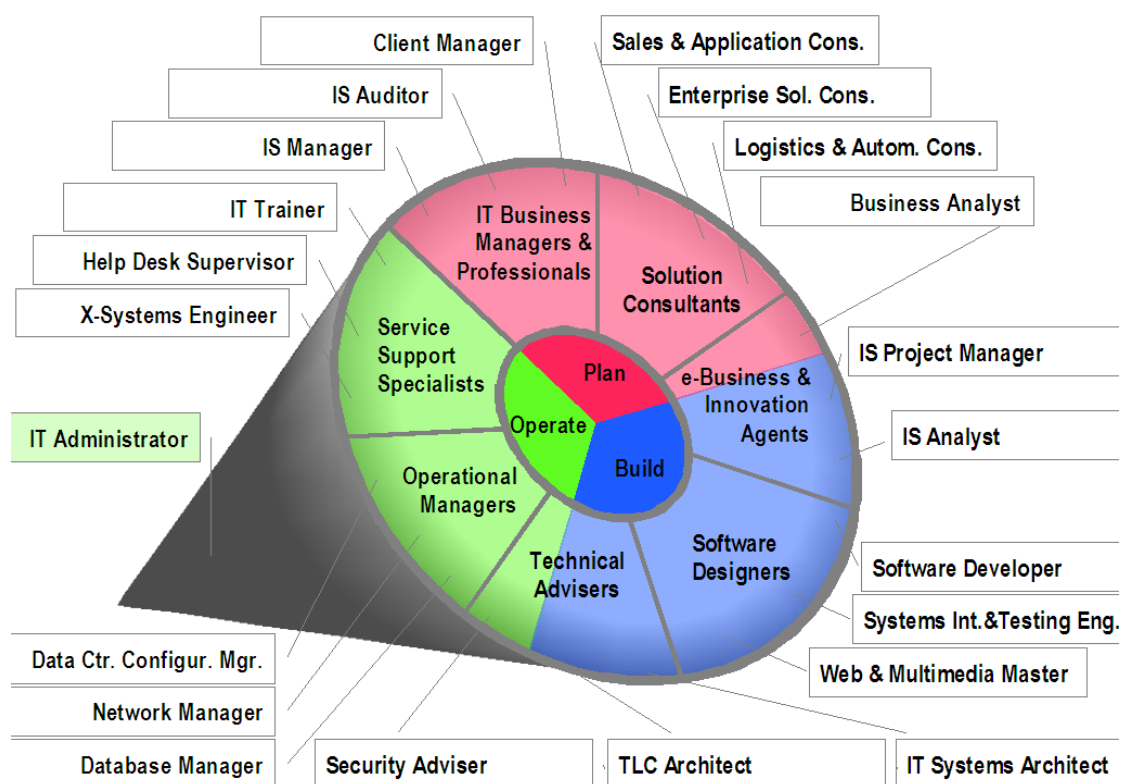 Client Manager
Sales & Application Cons.
IS Auditor
Enterprise Sol. Cons.
IS Manager
Logistics & Autom. Cons.
IT Trainer
Business Analyst
Help Desk Supervisor
X-Systems Engineer
IT Business
Managers &
Professionals
Solution
Consultants
Service
Support
Specialists
IS Project Manager
Plan
e-Business &
Innovation
Agents
Operate
Build
IT Administrator
IS Analyst
Operational
Managers
Technical
Advisers
Software
Designers
Software Developer
Systems Int.&Testing Eng.
Data Ctr. Configur. Mgr.
Web & Multimedia Master
Network Manager
Database Manager
Security Adviser
TLC Architect
IT Systems Architect